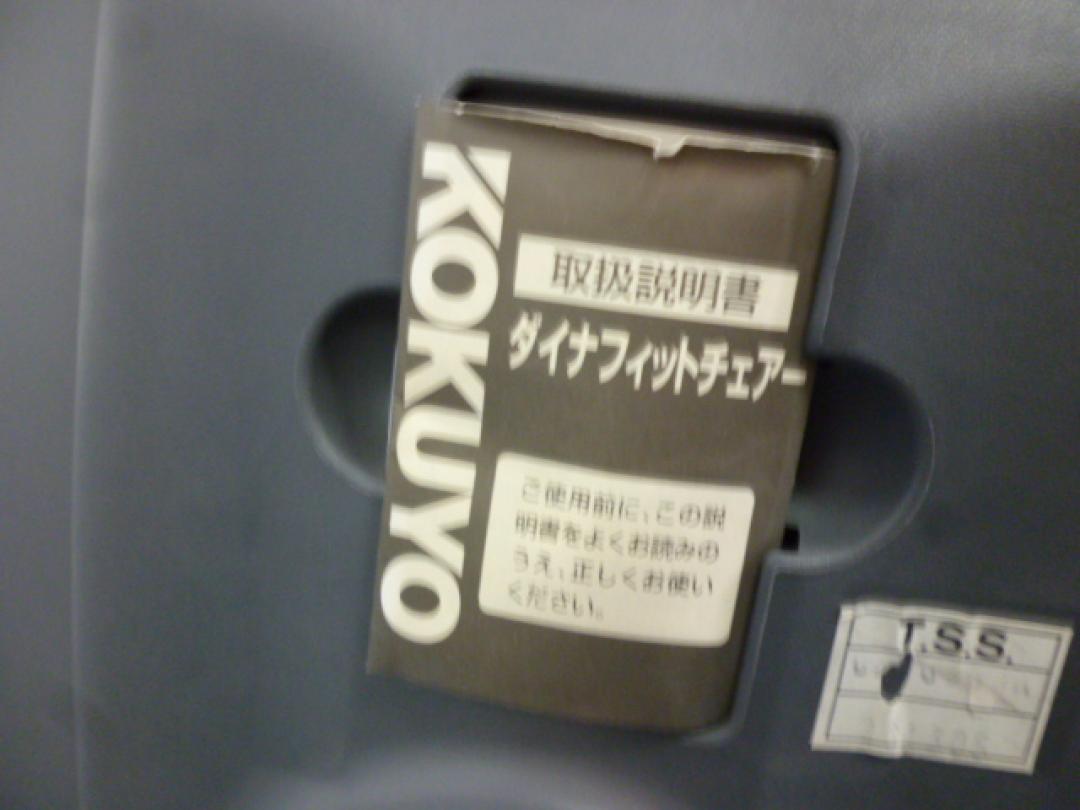 KOKUYO
取扱説明書
ダイナフィットチェアー
ご使用前に、この説
明書をよくお読みの
うえ、正しくお使い
ください。
T.S.S.